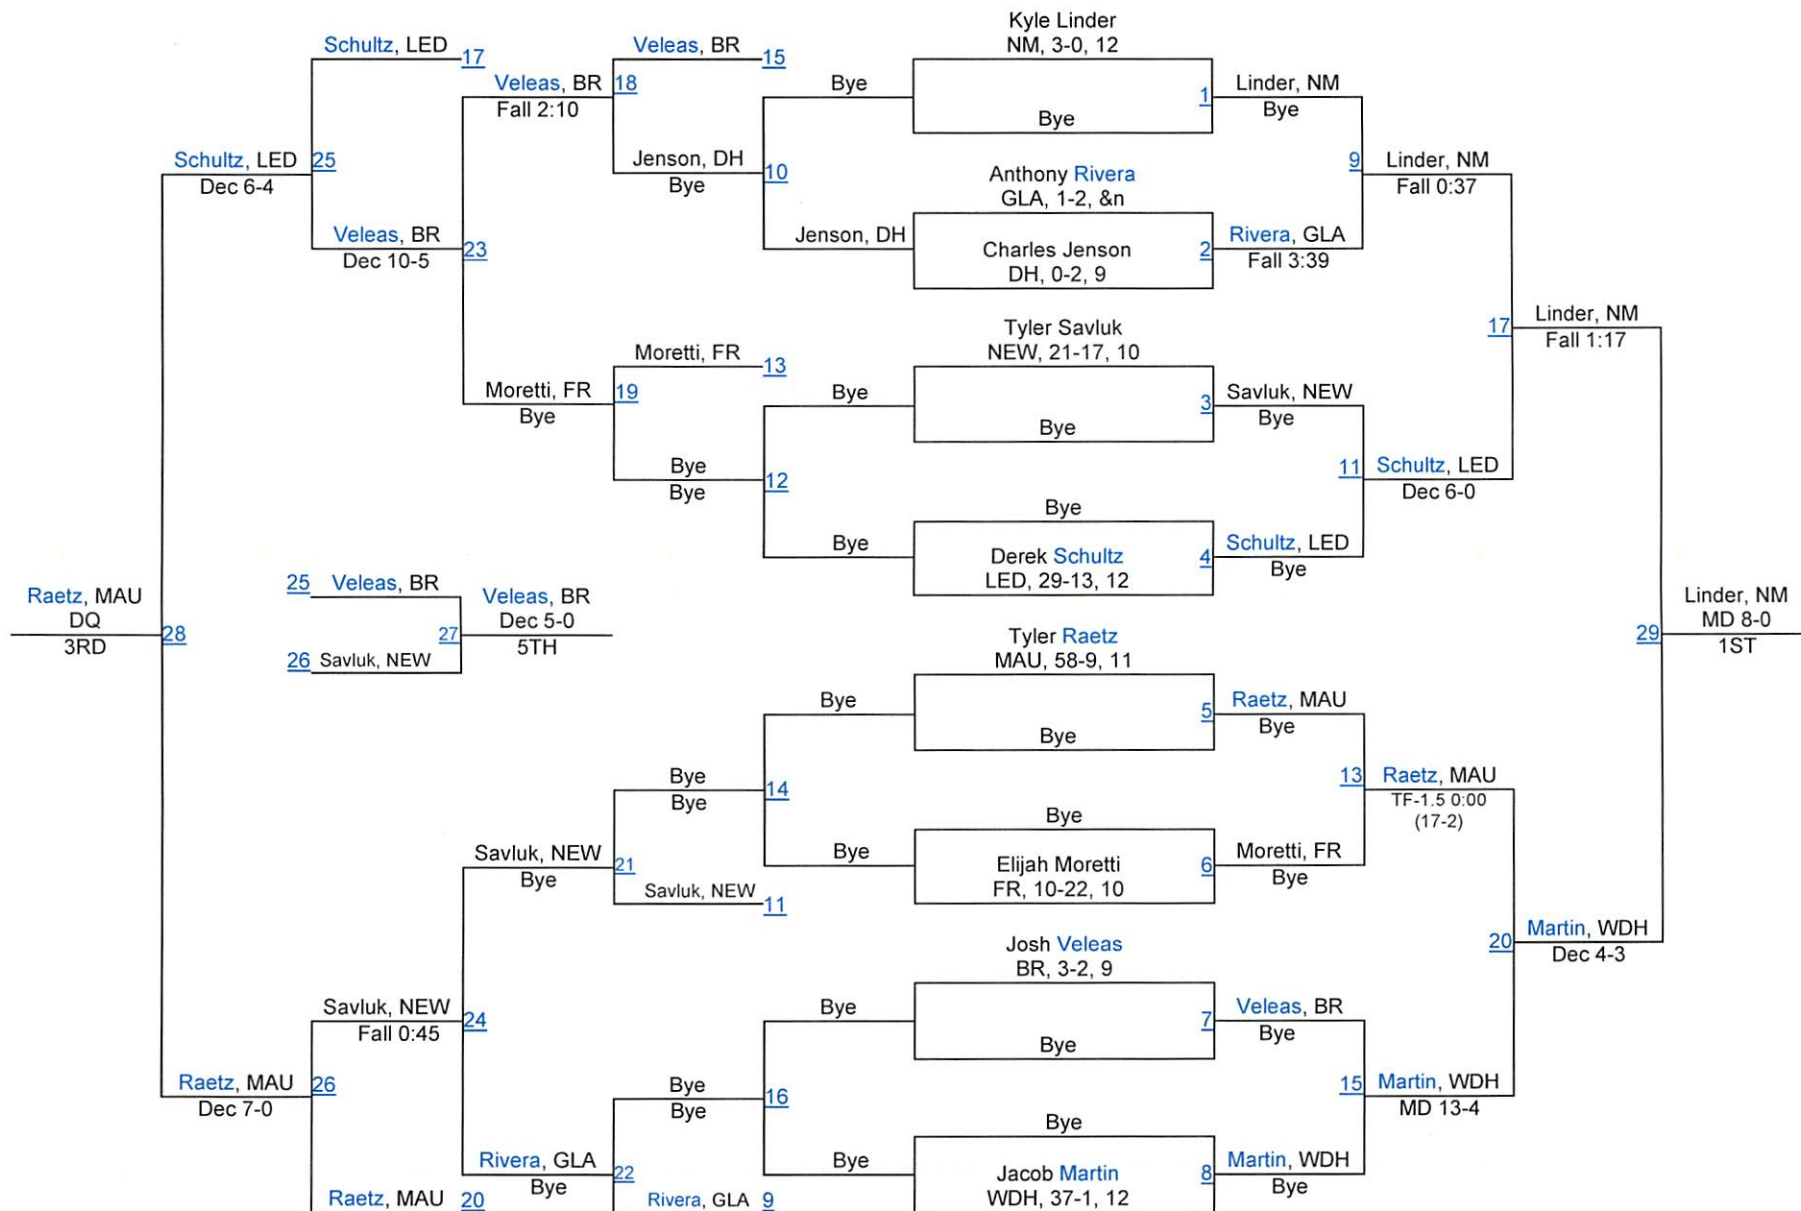 Kyle Linder
NM, 3-0, 12
Schultz, LED
17
Veleas, BR
15
Veleas, BR
18
Fall 2:10
Bye
1
Linder, NM
Bye
Bye
Schultz, LED
25
Dec 6-4
Jenson, DH
10
Bye
Anthony Rivera
GLA, 1-2, &n
9
Linder, NM
Fall 0:37
Veleas, BR
23
Dec 10-5
Jenson, DH
Charles Jenson
DH, 0-2, 9
2
Rivera, GLA
Fall 3:39
Tyler Savluk
NEW, 21-17, 10
17
Linder, NM
Fall 1:17
Moretti, FR
13
Moretti, FR
19
Bye
Bye
3
Savluk, NEW
Bye
Bye
Bye
12
Bye
11
Schultz, LED
Dec 6-0
Bye
Bye
Derek Schultz
LED, 29-13, 12
4
Schultz, LED
Bye
Raetz, MAU
DQ
28
3RD
25
Veleas, BR
Veleas, BR
Dec 5-0
27
5TH
26
Savluk, NEW
Linder, NM
MD 8-0
29
1ST
Tyler Raetz
MAU, 58-9, 11
Bye
5
Raetz, MAU
Bye
Bye
Bye
14
Bye
13
Raetz, MAU
TF-1.5 0:00
(17-2)
Savluk, NEW
21
Bye
Bye
Bye
Elijah Moretti
FR, 10-22, 10
6
Moretti, FR
Bye
Savluk, NEW
11
Josh Veleas
BR, 3-2, 9
20
Martin, WDH
Dec 4-3
Savluk, NEW
24
Fall 0:45
Bye
7
Veleas, BR
Bye
Bye
Raetz, MAU
26
Dec 7-0
Bye
16
Bye
15
Martin, WDH
MD 13-4
Bye
Rivera, GLA
22
Bye
Bye
Jacob Martin
WDH, 37-1, 12
8
Martin, WDH
Bye
Raetz, MAU
20
Rivera, GLA
9